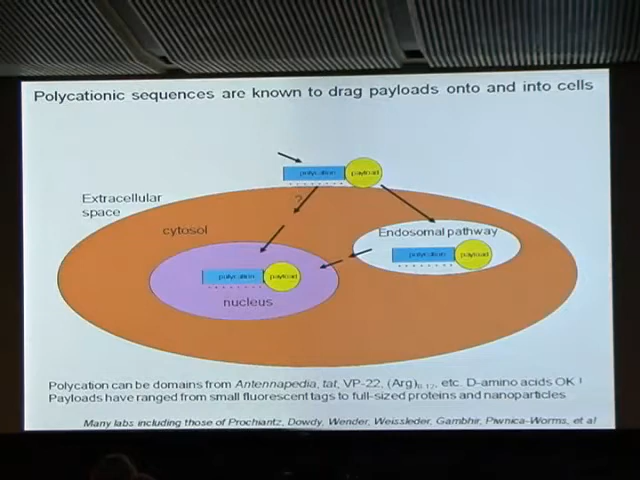 Polycationic sequences are known to drag payloads onto and into cells
polycation payload
Extracellular
space
?
cytosol
Endosomal pathway
polycation payload
polycation payload
nucleus
Polycation can be domains from Antennapedia, tat, VP-22, (Arg)6-12, etc. D-amino acids OK !
Payloads have ranged from small fluorescent tags to full-sized proteins and nanoparticles
Many labs including those of Prochiantz, Dowdy, Wender, Weissleder, Gambhir, Piwnica-Worms, et al